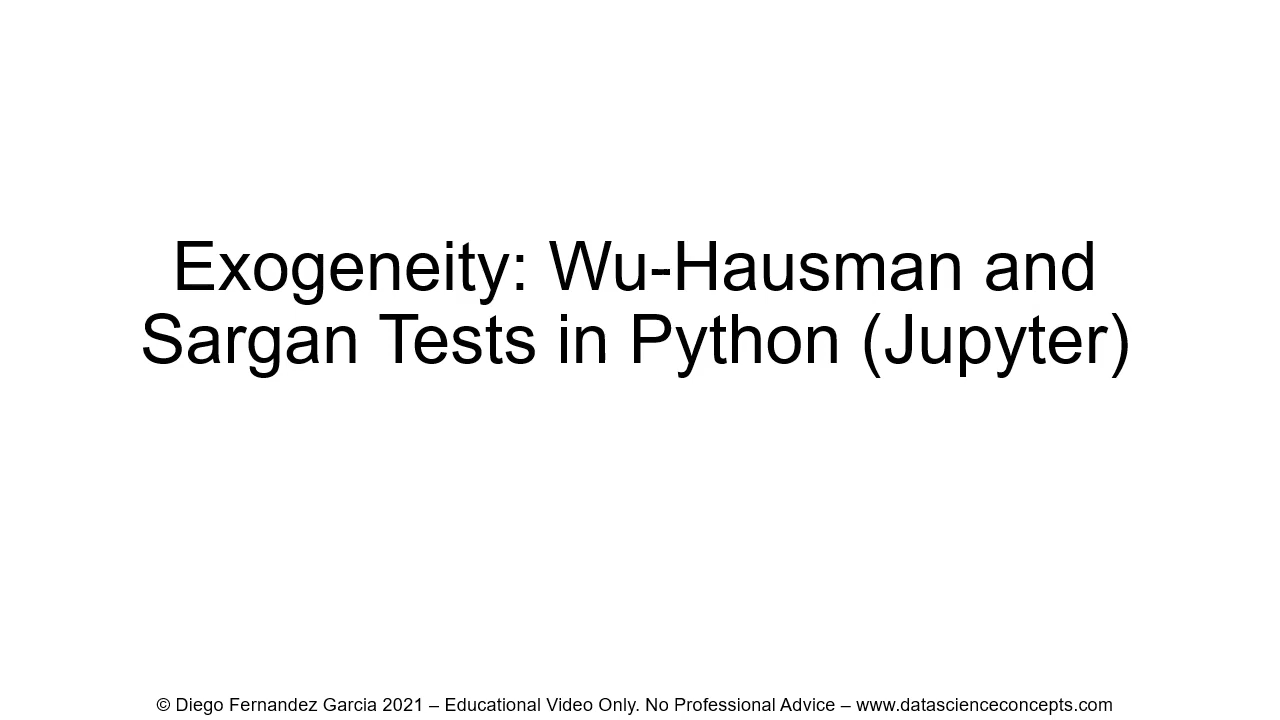 Exogeneity: Wu-Hausman and
Sargan Tests in Python (Jupyter)
© Diego Fernandez Garcia 2021 – Educational Video Only. No Professional Advice – www.datascienceconcepts.com